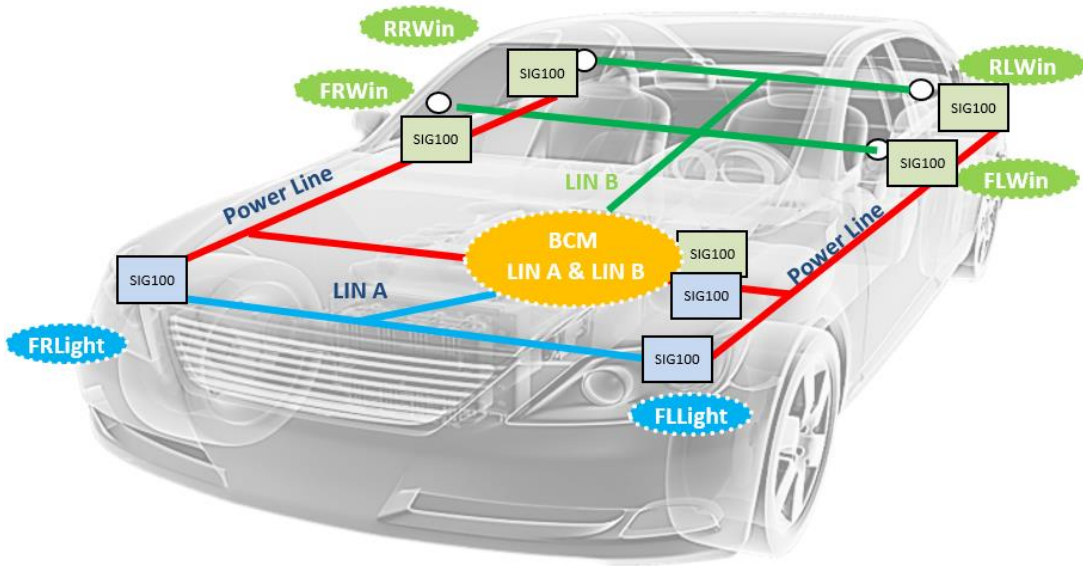 RRWin
SIG100
RLWin
FRWin
SIG100
SIG100
SIG100
LIN B
FLWin
Power Line
BCM
LIN A & LIN B
Power Line
SIG100
SIG100
LIN A
SIG100
FRLight
SIG100
FLLight